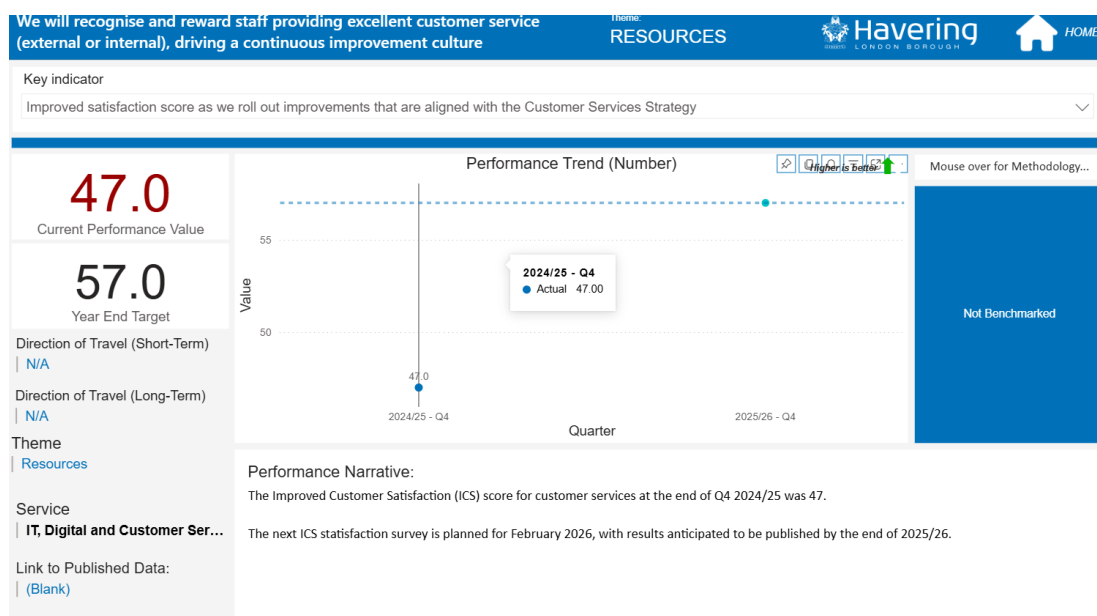 We will recognise and reward staff providing excellent customer service
(external or internal), driving a continuous improvement culture
Theme:
RESOURCES
Havering
LONDON BOROUGH
HOME
Key indicator
Improved satisfaction score as we roll out improvements that are aligned with the Customer Services Strategy
47.0
Current Performance Value
57.0
Year End Target
Direction of Travel (Short-Term)
N/A
Direction of Travel (Long-Term)
N/A
Theme
Resources
Service
IT, Digital and Customer Ser...
Link to Published Data:
(Blank)
Performance Trend (Number)
Higher is better
Value
55
50
2024/25 - Q4
Actual 47.00
47.0
2024/25 - Q4
2025/26 - Q4
Quarter
Mouse over for Methodology...
Not Benchmarked
Performance Narrative:
The Improved Customer Satisfaction (ICS) score for customer services at the end of Q4 2024/25 was 47.
The next ICS statisfaction survey is planned for February 2026, with results anticipated to be published by the end of 2025/26.